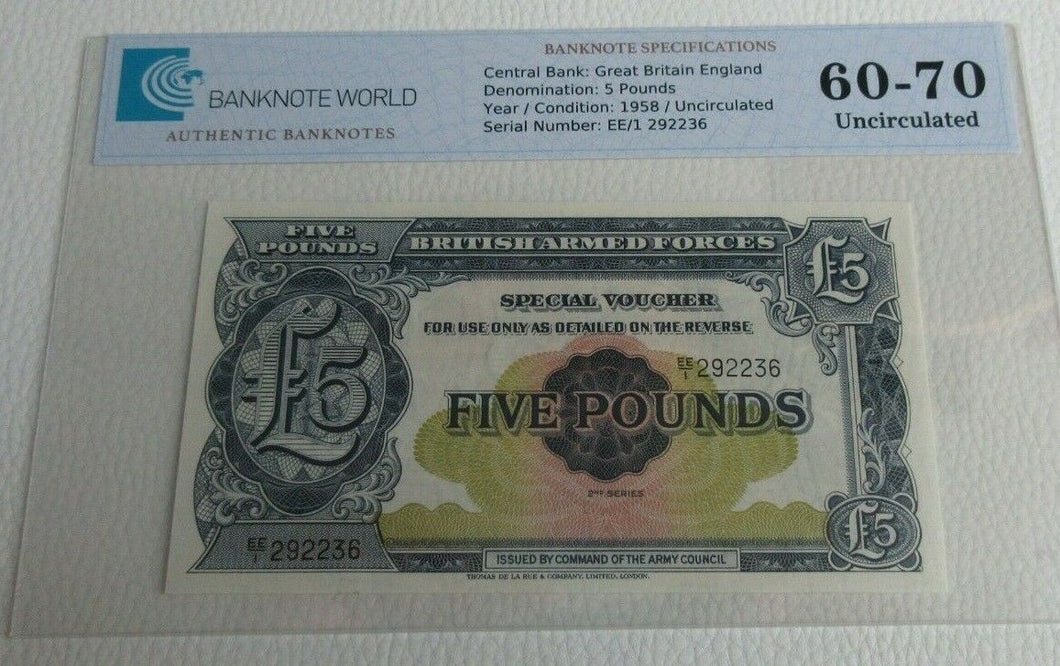 BANKNOTE WORLD
AUTHENTIC BANKNOTES
BANKNOTE SPECIFICATIONS
Central Bank: Great Britain England
Denomination: 5 Pounds
Year / Condition: 1958 / Uncirculated
Serial Number: EE/1 292236
60-70
Uncirculated
FIVE
POUNDS
BRITISH ARMED FORCES
£5
SPECIAL VOUCHER
FOR USE ONLY AS DETAILED ON THE REVERSE
£5
EE/1 292236
FIVE POUNDS
2ND SERIES
EE/1 292236
£5
ISSUED BY COMMAND OF THE ARMY COUNCIL
THOMAS DE LA RUE & COMPANY, LIMITED, LONDON.